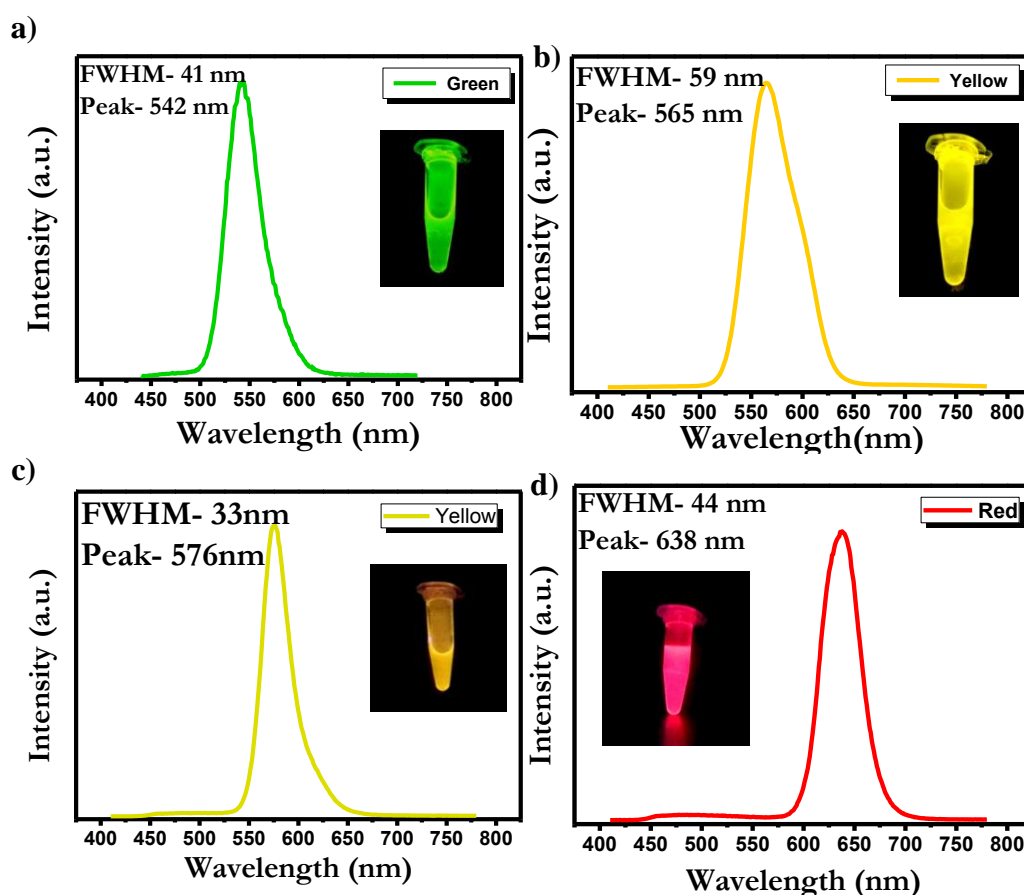 a)
FWHM- 41 nm
Peak- 542 nm
Green
Intensity (a.u.)
400 450 500 550 600 650 700 750 800
Wavelength (nm)
b)
FWHM- 59 nm
Peak- 565 nm
Yellow
Intensity (a.u.)
400 450 500 550 600 650 700 750 800
Wavelength(nm)
c)
FWHM- 33nm
Peak- 576nm
Yellow
Intensity (a.u.)
400 450 500 550 600 650 700 750 800
Wavelength (nm)
d)
FWHM- 44 nm
Peak- 638 nm
Red
Intensity (a.u.)
400 450 500 550 600 650 700 750 800
Wavelength (nm)